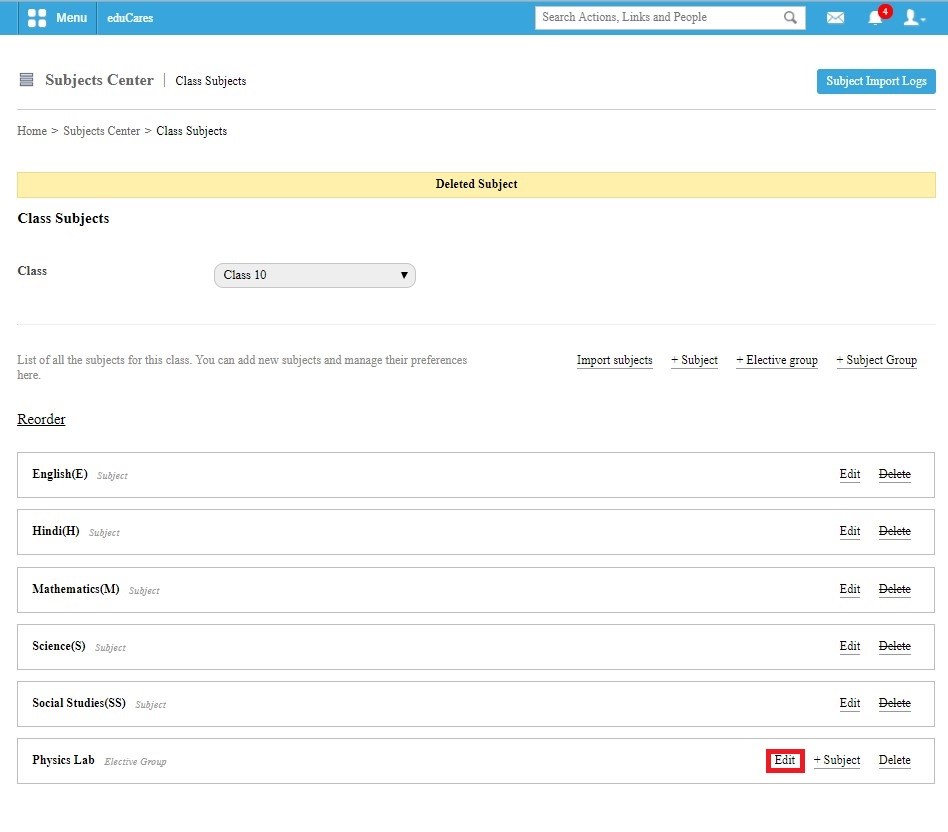 Menu eduCares Search Actions, Links and People 4
Subjects Center | Class Subjects Subject Import Logs
Home > Subjects Center > Class Subjects
Deleted Subject
Class Subjects
Class Class 10
List of all the subjects for this class. You can add new subjects and manage their preferences
here.
Import subjects + Subject + Elective group + Subject Group
Reorder
English(E) Subject Edit Delete
Hindi(H) Subject Edit Delete
Mathematics(M) Subject Edit Delete
Science(S) Subject Edit Delete
Social Studies(SS) Subject Edit Delete
Physics Lab Elective Group Edit + Subject Delete